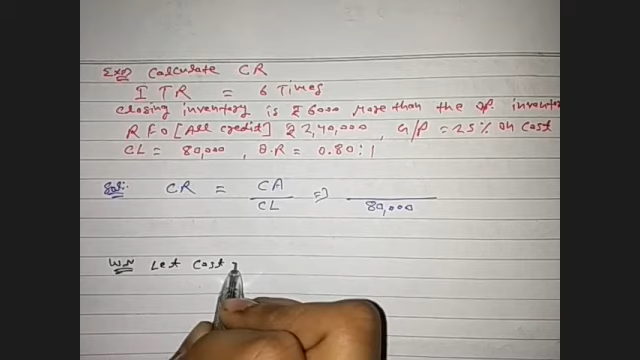 Exp Calculate CR
ITR = 6 Times
closing inventory is ₹ 6000 more than the op. inventory
RFO [All credit] ₹ 2,40,000, G/P = 25% on cost
CL = 80,000, Q.R = 0.80:1
Sol:- CR = CA / CL ⇒ / 80,000
W.N Let Cost